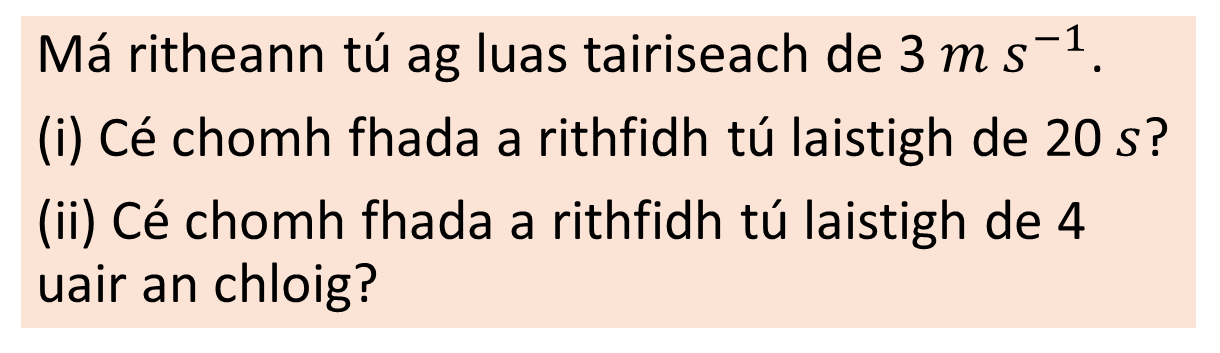 Má ritheann tú ag luas tairiseach de 3 m s⁻¹.
(i) Cé chomh fhada a rithfidh tú laistigh de 20 s?
(ii) Cé chomh fhada a rithfidh tú laistigh de 4
uair an chloig?